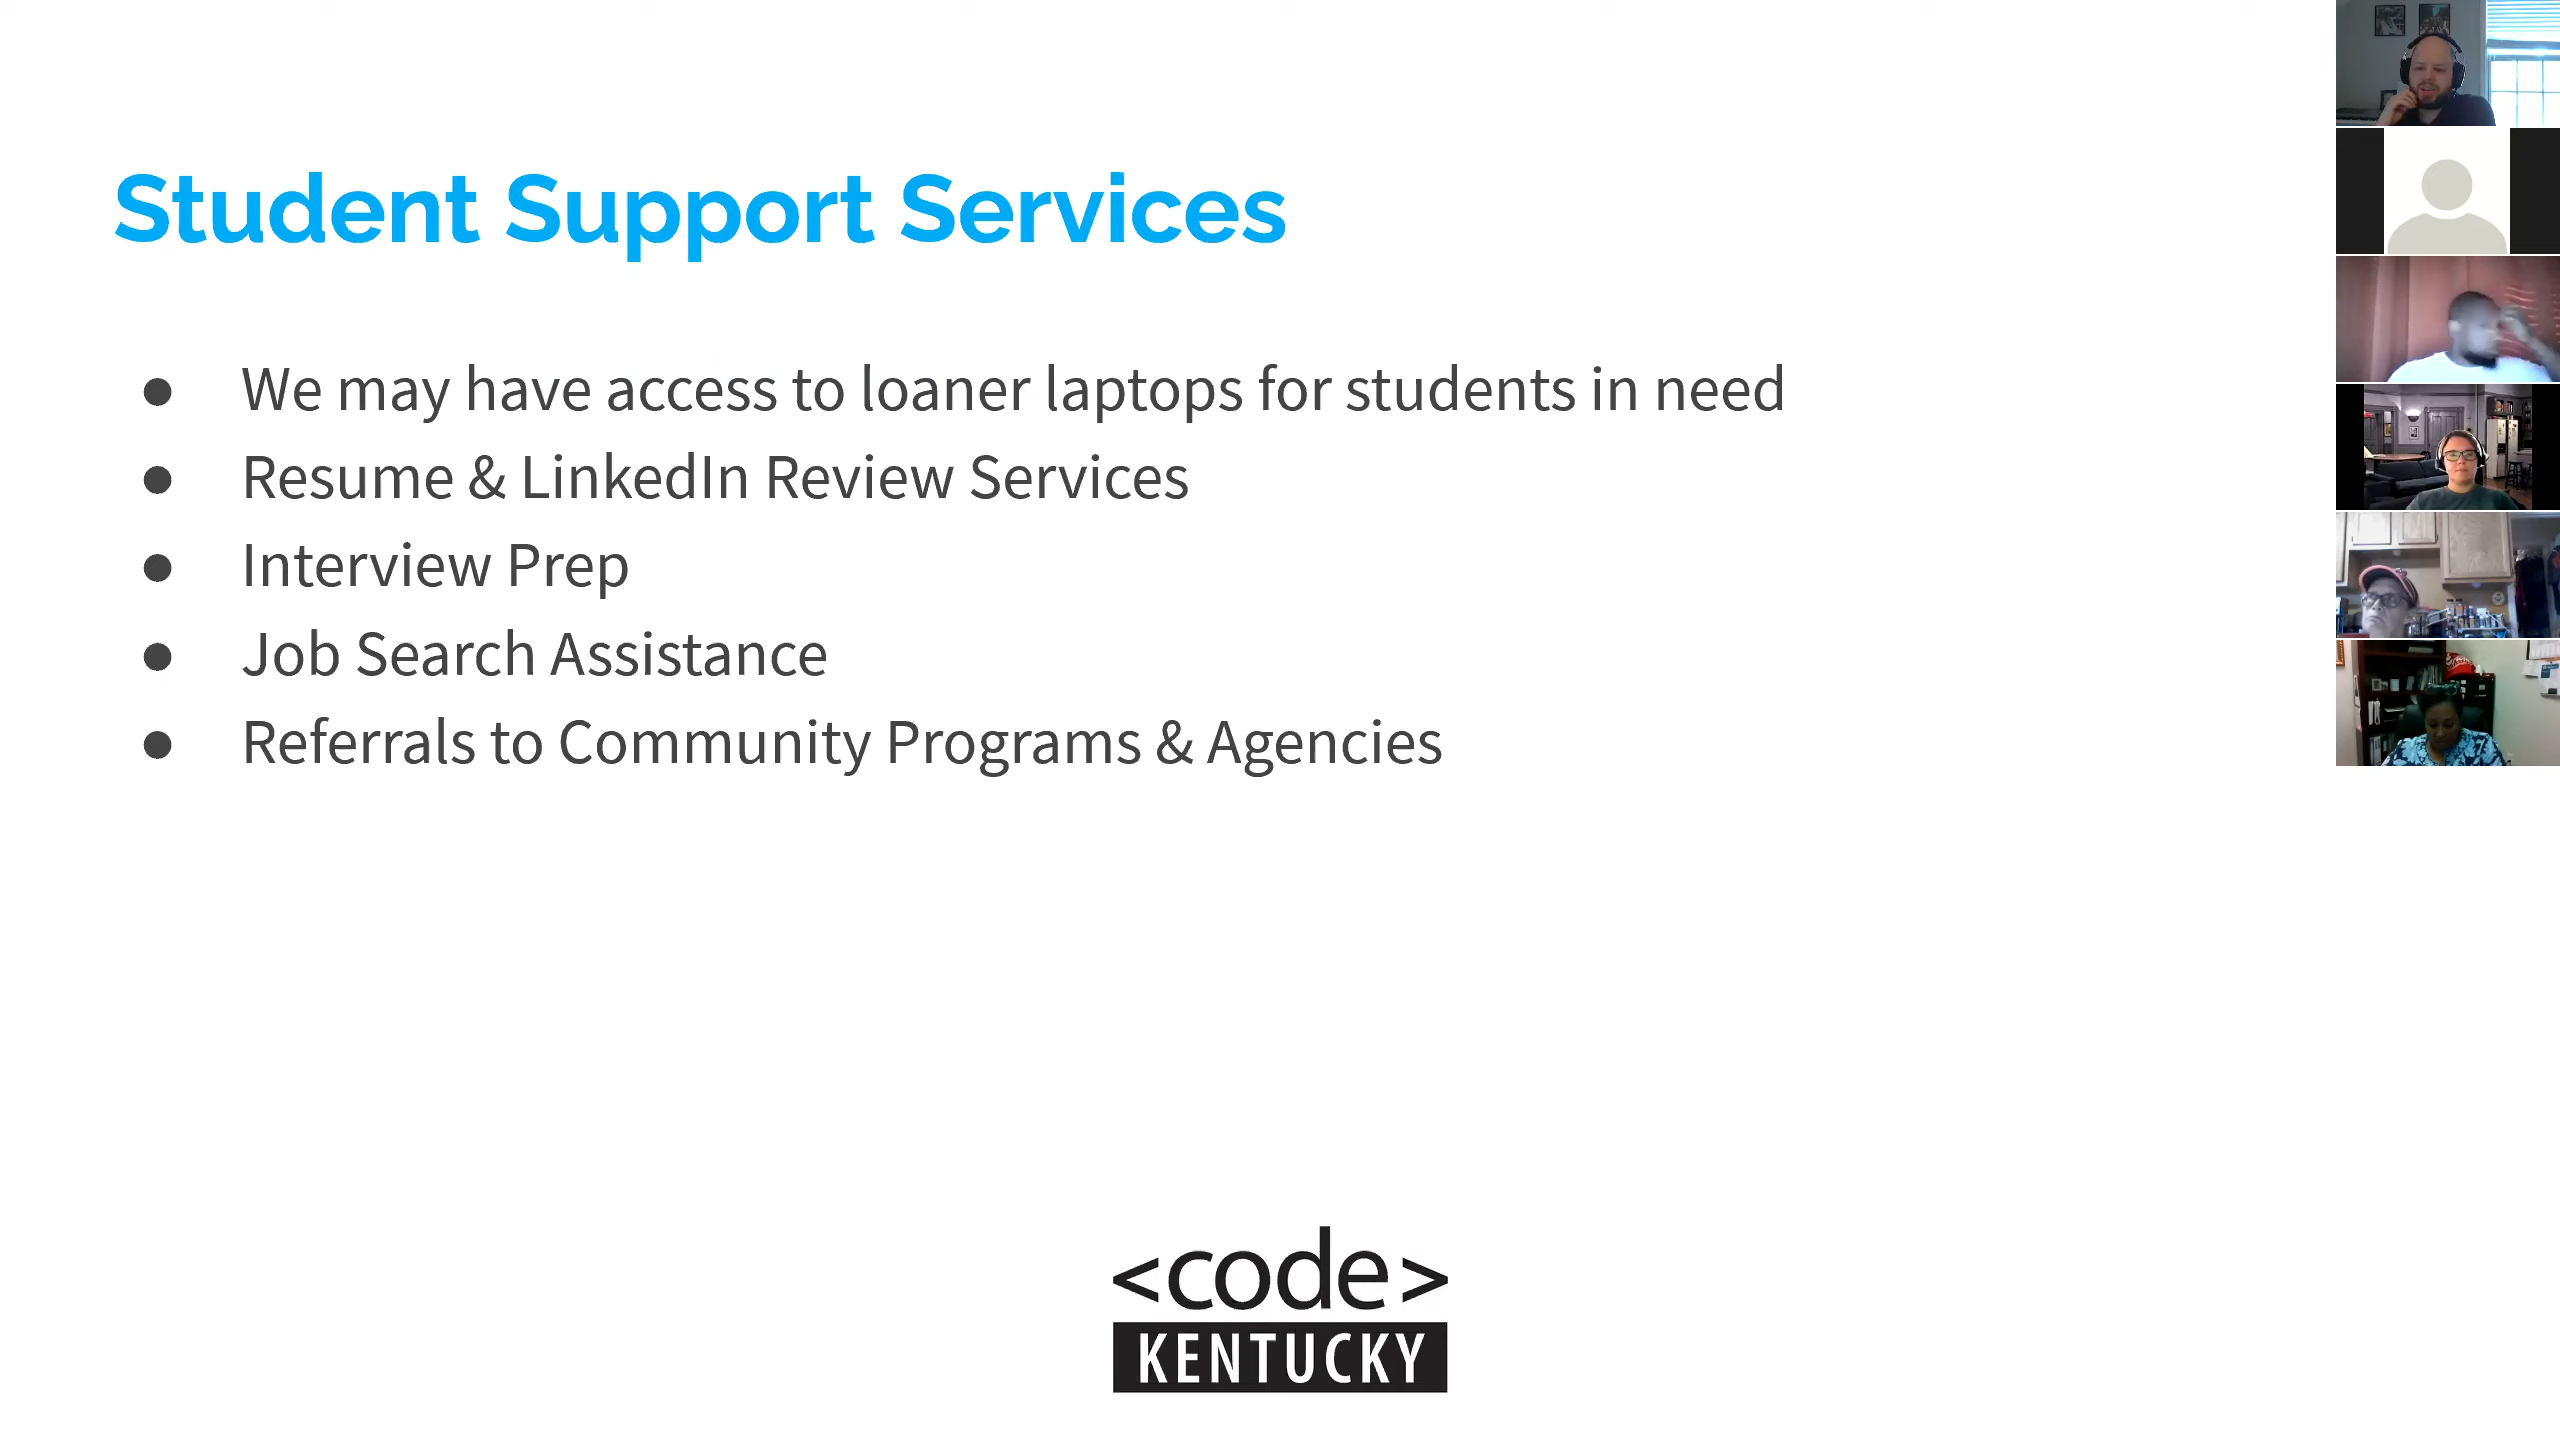 Student Support Services
● We may have access to loaner laptops for students in need
● Resume & LinkedIn Review Services
● Interview Prep
● Job Search Assistance
● Referrals to Community Programs & Agencies
<code>
KENTUCKY